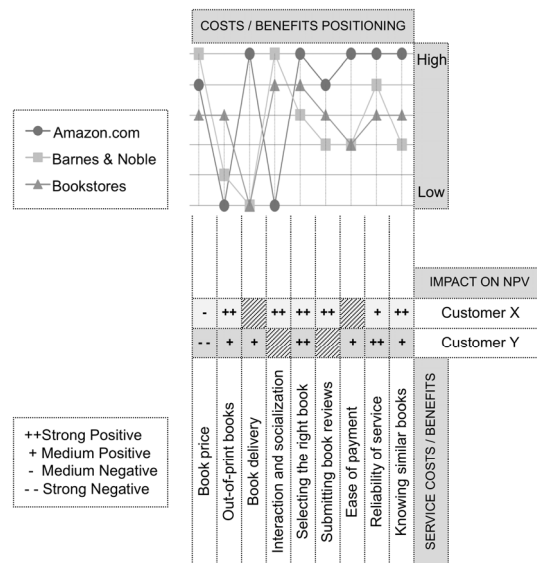 COSTS / BENEFITS POSITIONING
High
Low
Amazon.com
Barnes & Noble
Bookstores
IMPACT ON NPV
- ++ ++ ++ ++ + ++ Customer X
-- + + ++ + ++ + Customer Y
Book price
Out-of-print books
Book delivery
Interaction and socialization
Selecting the right book
Submitting book reviews
Ease of payment
Reliability of service
Knowing similar books
SERVICE COSTS / BENEFITS
++Strong Positive
+ Medium Positive
- Medium Negative
- - Strong Negative